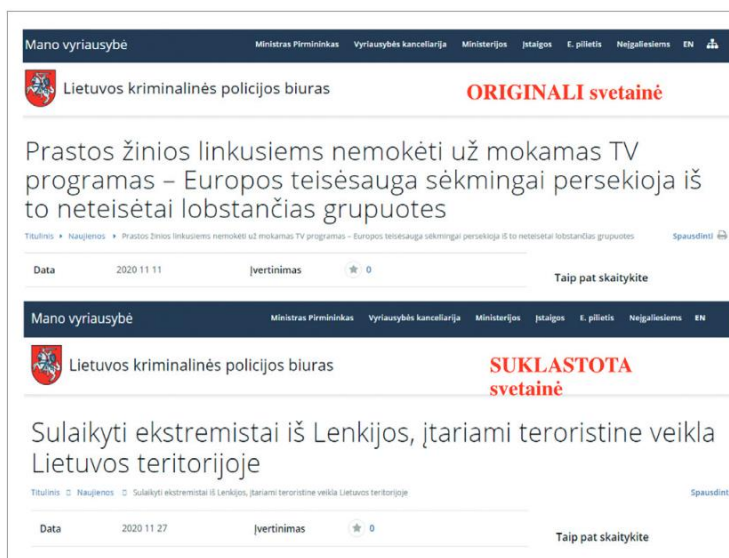 Mano vyriausybė Ministras Pirmininkas Vyriausybės kanceliarija Ministerijos Įstaigos E. pilietis Neįgaliesiems EN
Lietuvos kriminalinės policijos biuras ORIGINALI svetainė
Prastos žinios linkusiems nemokėti už mokamas TV
programas – Europos teisėsauga sėkmingai persekioja iš
to neteisėtai lobstančias grupuotes
Titulinis Naujienos Prastos žinios linkusiems nemokėti už mokamas TV programas – Europos teisėsauga sėkmingai persekioja iš to neteisėtai lobstančias grupuotes Spausdinti
Data 2020 11 11 Įvertinimas 0
Taip pat skaitykite
Mano vyriausybė Ministras Pirmininkas Vyriausybės kanceliarija Ministerijos Įstaigos E. pilietis Neįgaliesiems EN
Lietuvos kriminalinės policijos biuras SUKLASTOTA
svetainė
Sulaikyti ekstremistai iš Lenkijos, įtariami teroristine veikla
Lietuvos teritorijoje
Titulinis Naujienos Sulaikyti ekstremistai iš Lenkijos, įtariami teroristine veikla Lietuvos teritorijoje Spausdint
Data 2020 11 27 Įvertinimas 0
Taip pat skaitykite